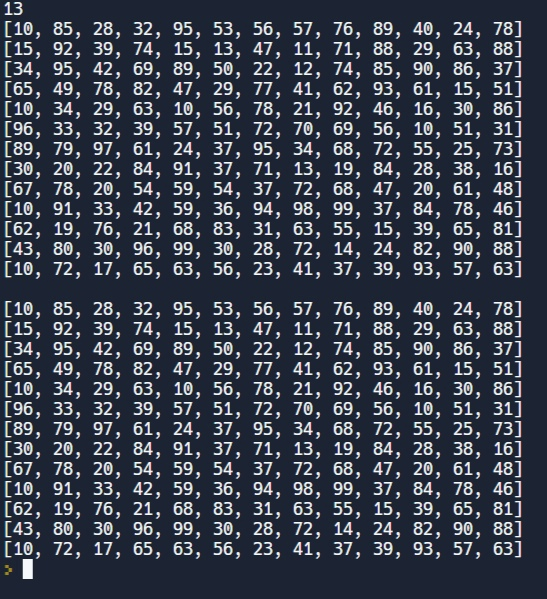 13
[10, 85, 28, 32, 95, 53, 56, 57, 76, 89, 40, 24, 78]
[15, 92, 39, 74, 15, 13, 47, 11, 71, 88, 29, 63, 88]
[34, 95, 42, 69, 89, 50, 22, 12, 74, 85, 90, 86, 37]
[65, 49, 78, 82, 47, 29, 77, 41, 62, 93, 61, 15, 51]
[10, 34, 29, 63, 10, 56, 78, 21, 92, 46, 16, 30, 86]
[96, 33, 32, 39, 57, 51, 72, 70, 69, 56, 10, 51, 31]
[89, 79, 97, 61, 24, 37, 95, 34, 68, 72, 55, 25, 73]
[30, 20, 22, 84, 91, 37, 71, 13, 19, 84, 28, 38, 16]
[67, 78, 20, 54, 59, 54, 37, 72, 68, 47, 20, 61, 48]
[10, 91, 33, 42, 59, 36, 94, 98, 99, 37, 84, 78, 46]
[62, 19, 76, 21, 68, 83, 31, 63, 55, 15, 39, 65, 81]
[43, 80, 30, 96, 99, 30, 28, 72, 14, 24, 82, 90, 88]
[10, 72, 17, 65, 63, 56, 23, 41, 37, 39, 93, 57, 63]
[10, 85, 28, 32, 95, 53, 56, 57, 76, 89, 40, 24, 78]
[15, 92, 39, 74, 15, 13, 47, 11, 71, 88, 29, 63, 88]
[34, 95, 42, 69, 89, 50, 22, 12, 74, 85, 90, 86, 37]
[65, 49, 78, 82, 47, 29, 77, 41, 62, 93, 61, 15, 51]
[10, 34, 29, 63, 10, 56, 78, 21, 92, 46, 16, 30, 86]
[96, 33, 32, 39, 57, 51, 72, 70, 69, 56, 10, 51, 31]
[89, 79, 97, 61, 24, 37, 95, 34, 68, 72, 55, 25, 73]
[30, 20, 22, 84, 91, 37, 71, 13, 19, 84, 28, 38, 16]
[67, 78, 20, 54, 59, 54, 37, 72, 68, 47, 20, 61, 48]
[10, 91, 33, 42, 59, 36, 94, 98, 99, 37, 84, 78, 46]
[62, 19, 76, 21, 68, 83, 31, 63, 55, 15, 39, 65, 81]
[43, 80, 30, 96, 99, 30, 28, 72, 14, 24, 82, 90, 88]
[10, 72, 17, 65, 63, 56, 23, 41, 37, 39, 93, 57, 63]
>